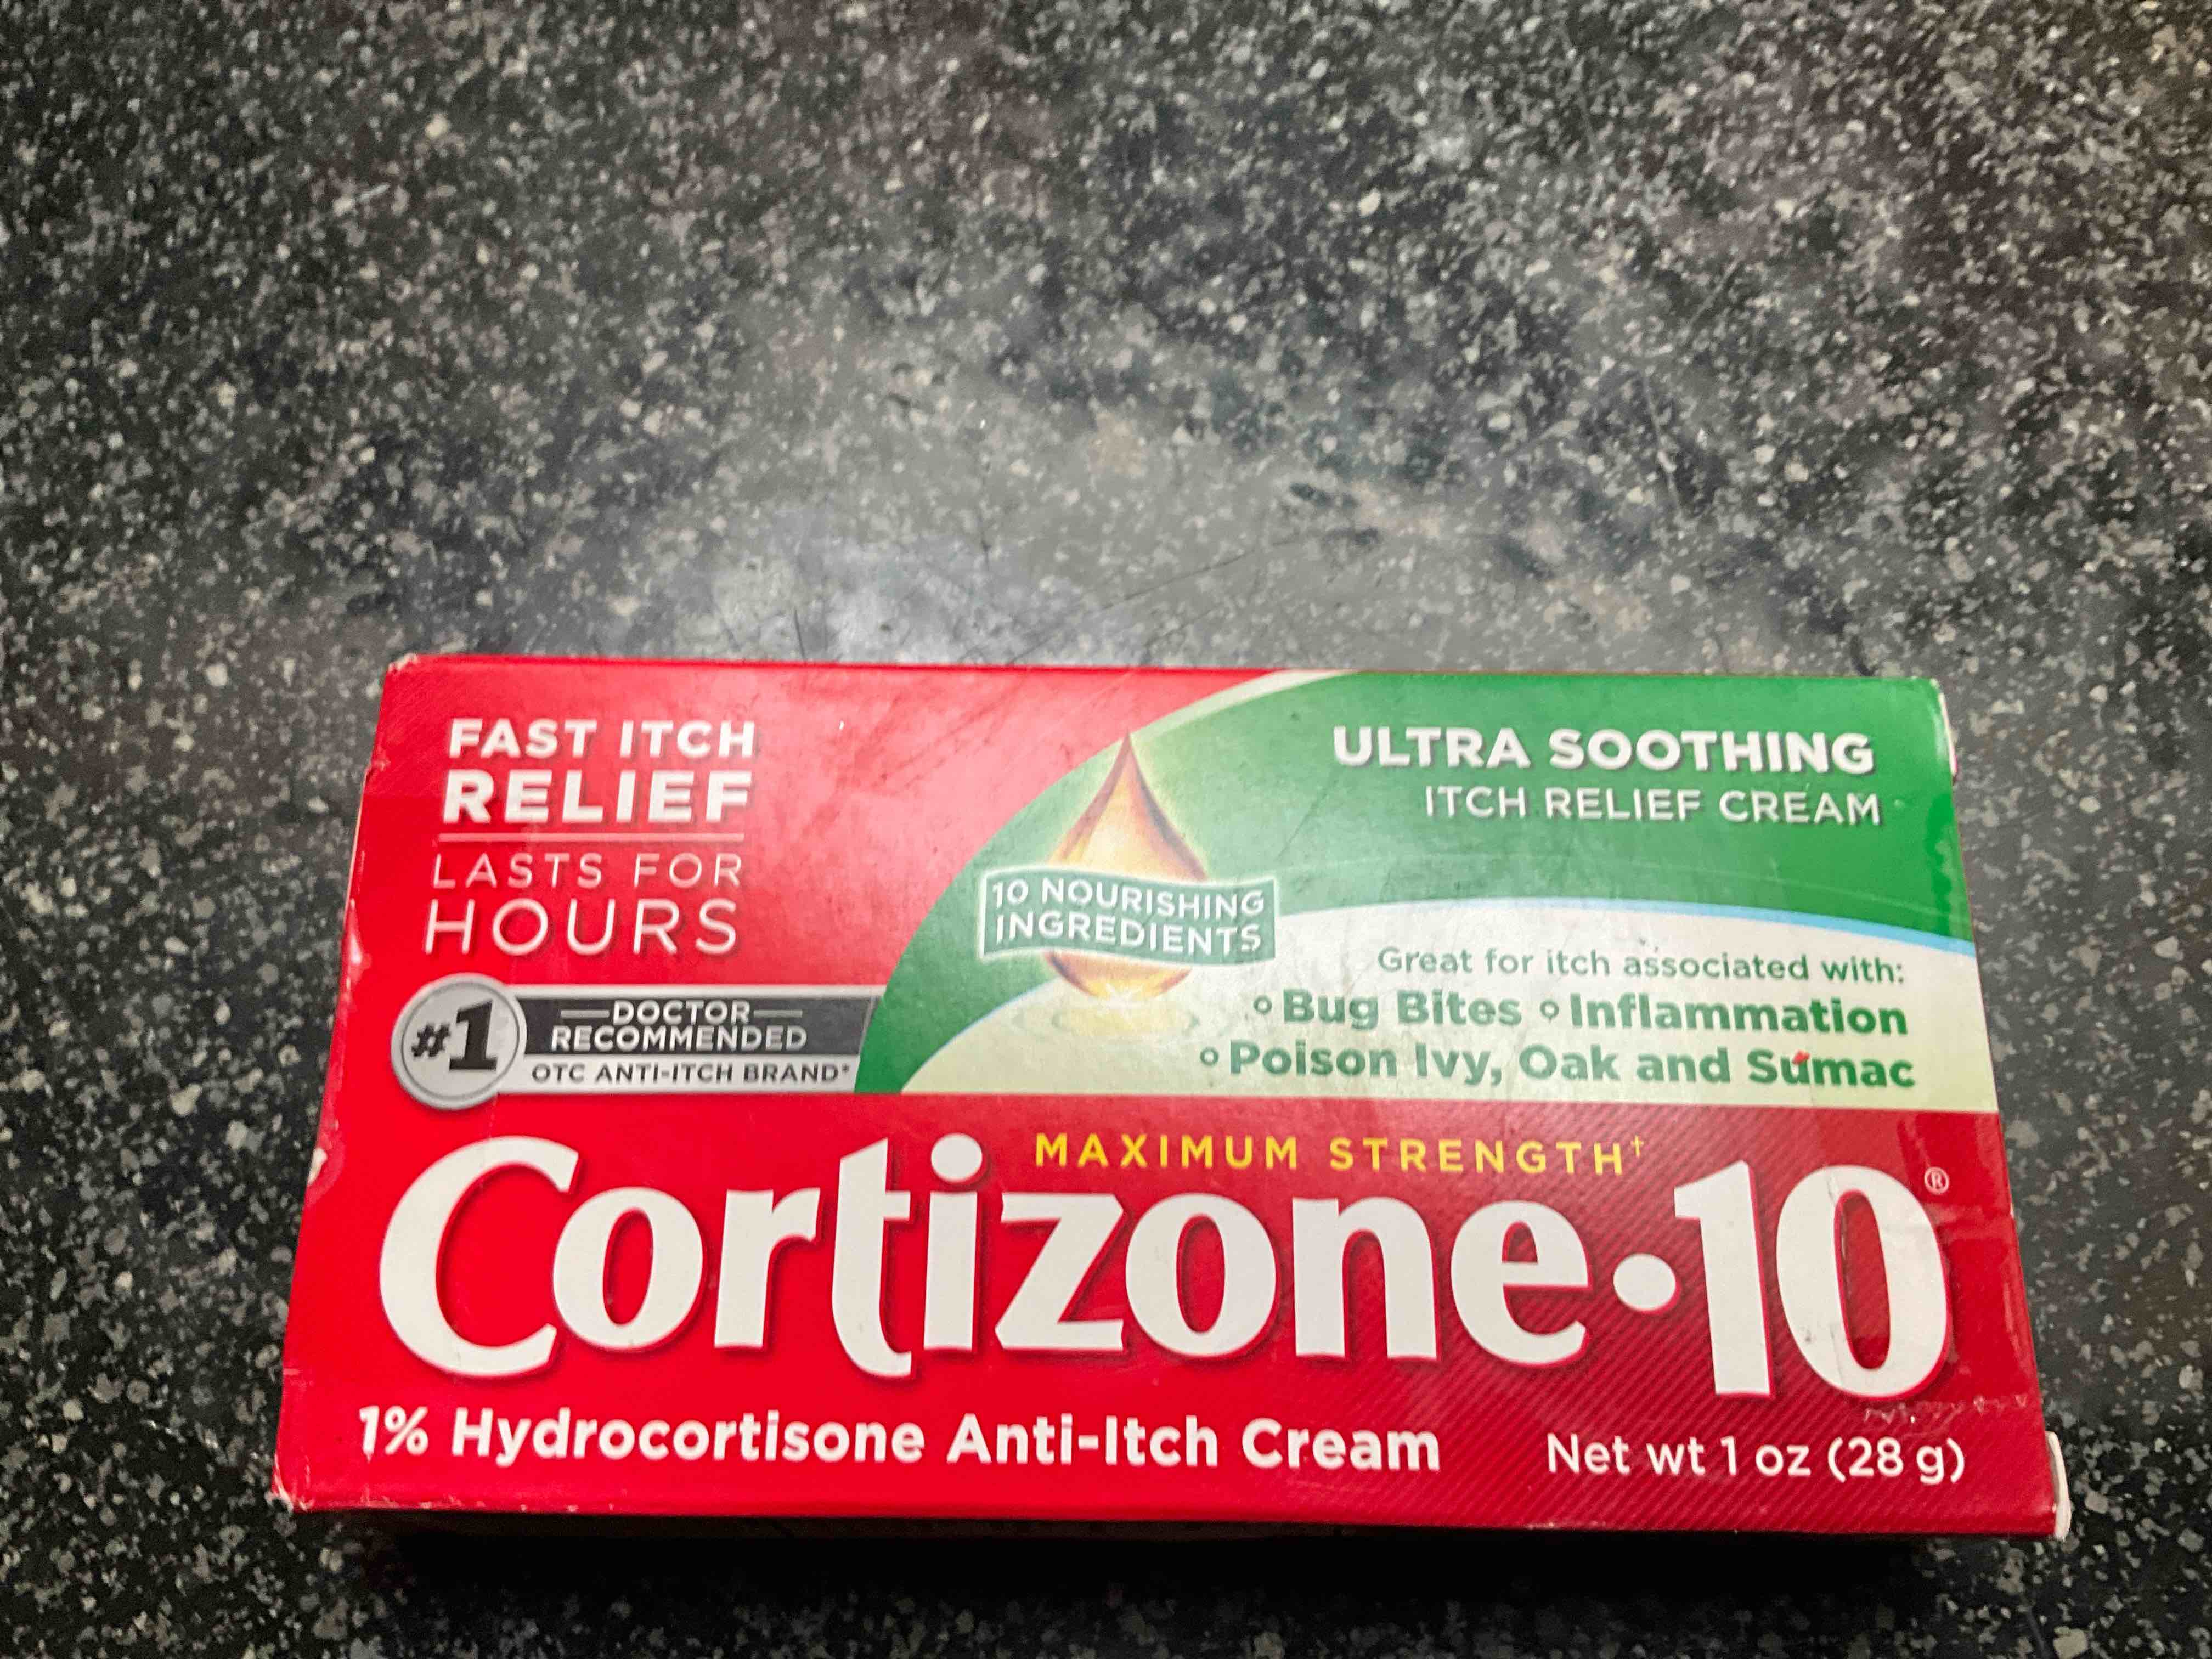 FAST ITCH
RELIEF
LASTS FOR
HOURS
#1
DOCTOR
RECOMMENDED
OTC ANTI-ITCH BRAND*
10 NOURISHING
INGREDIENTS
ULTRA SOOTHING
ITCH RELIEF CREAM
Great for itch associated with:
° Bug Bites ° Inflammation
° Poison Ivy, Oak and Sumac
MAXIMUM STRENGTH†
Cortizone•10®
1% Hydrocortisone Anti-Itch Cream
Net wt 1 oz (28 g)